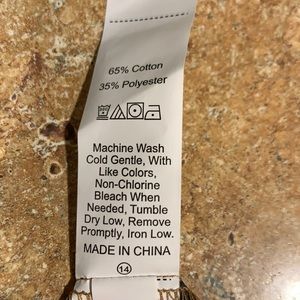 65% Cotton
35% Polyester
Machine Wash
Cold Gentle, With
Like Colors,
Non-Chlorine
Bleach When
Needed, Tumble
Dry Low, Remove
Promptly, Iron Low.
MADE IN CHINA
14